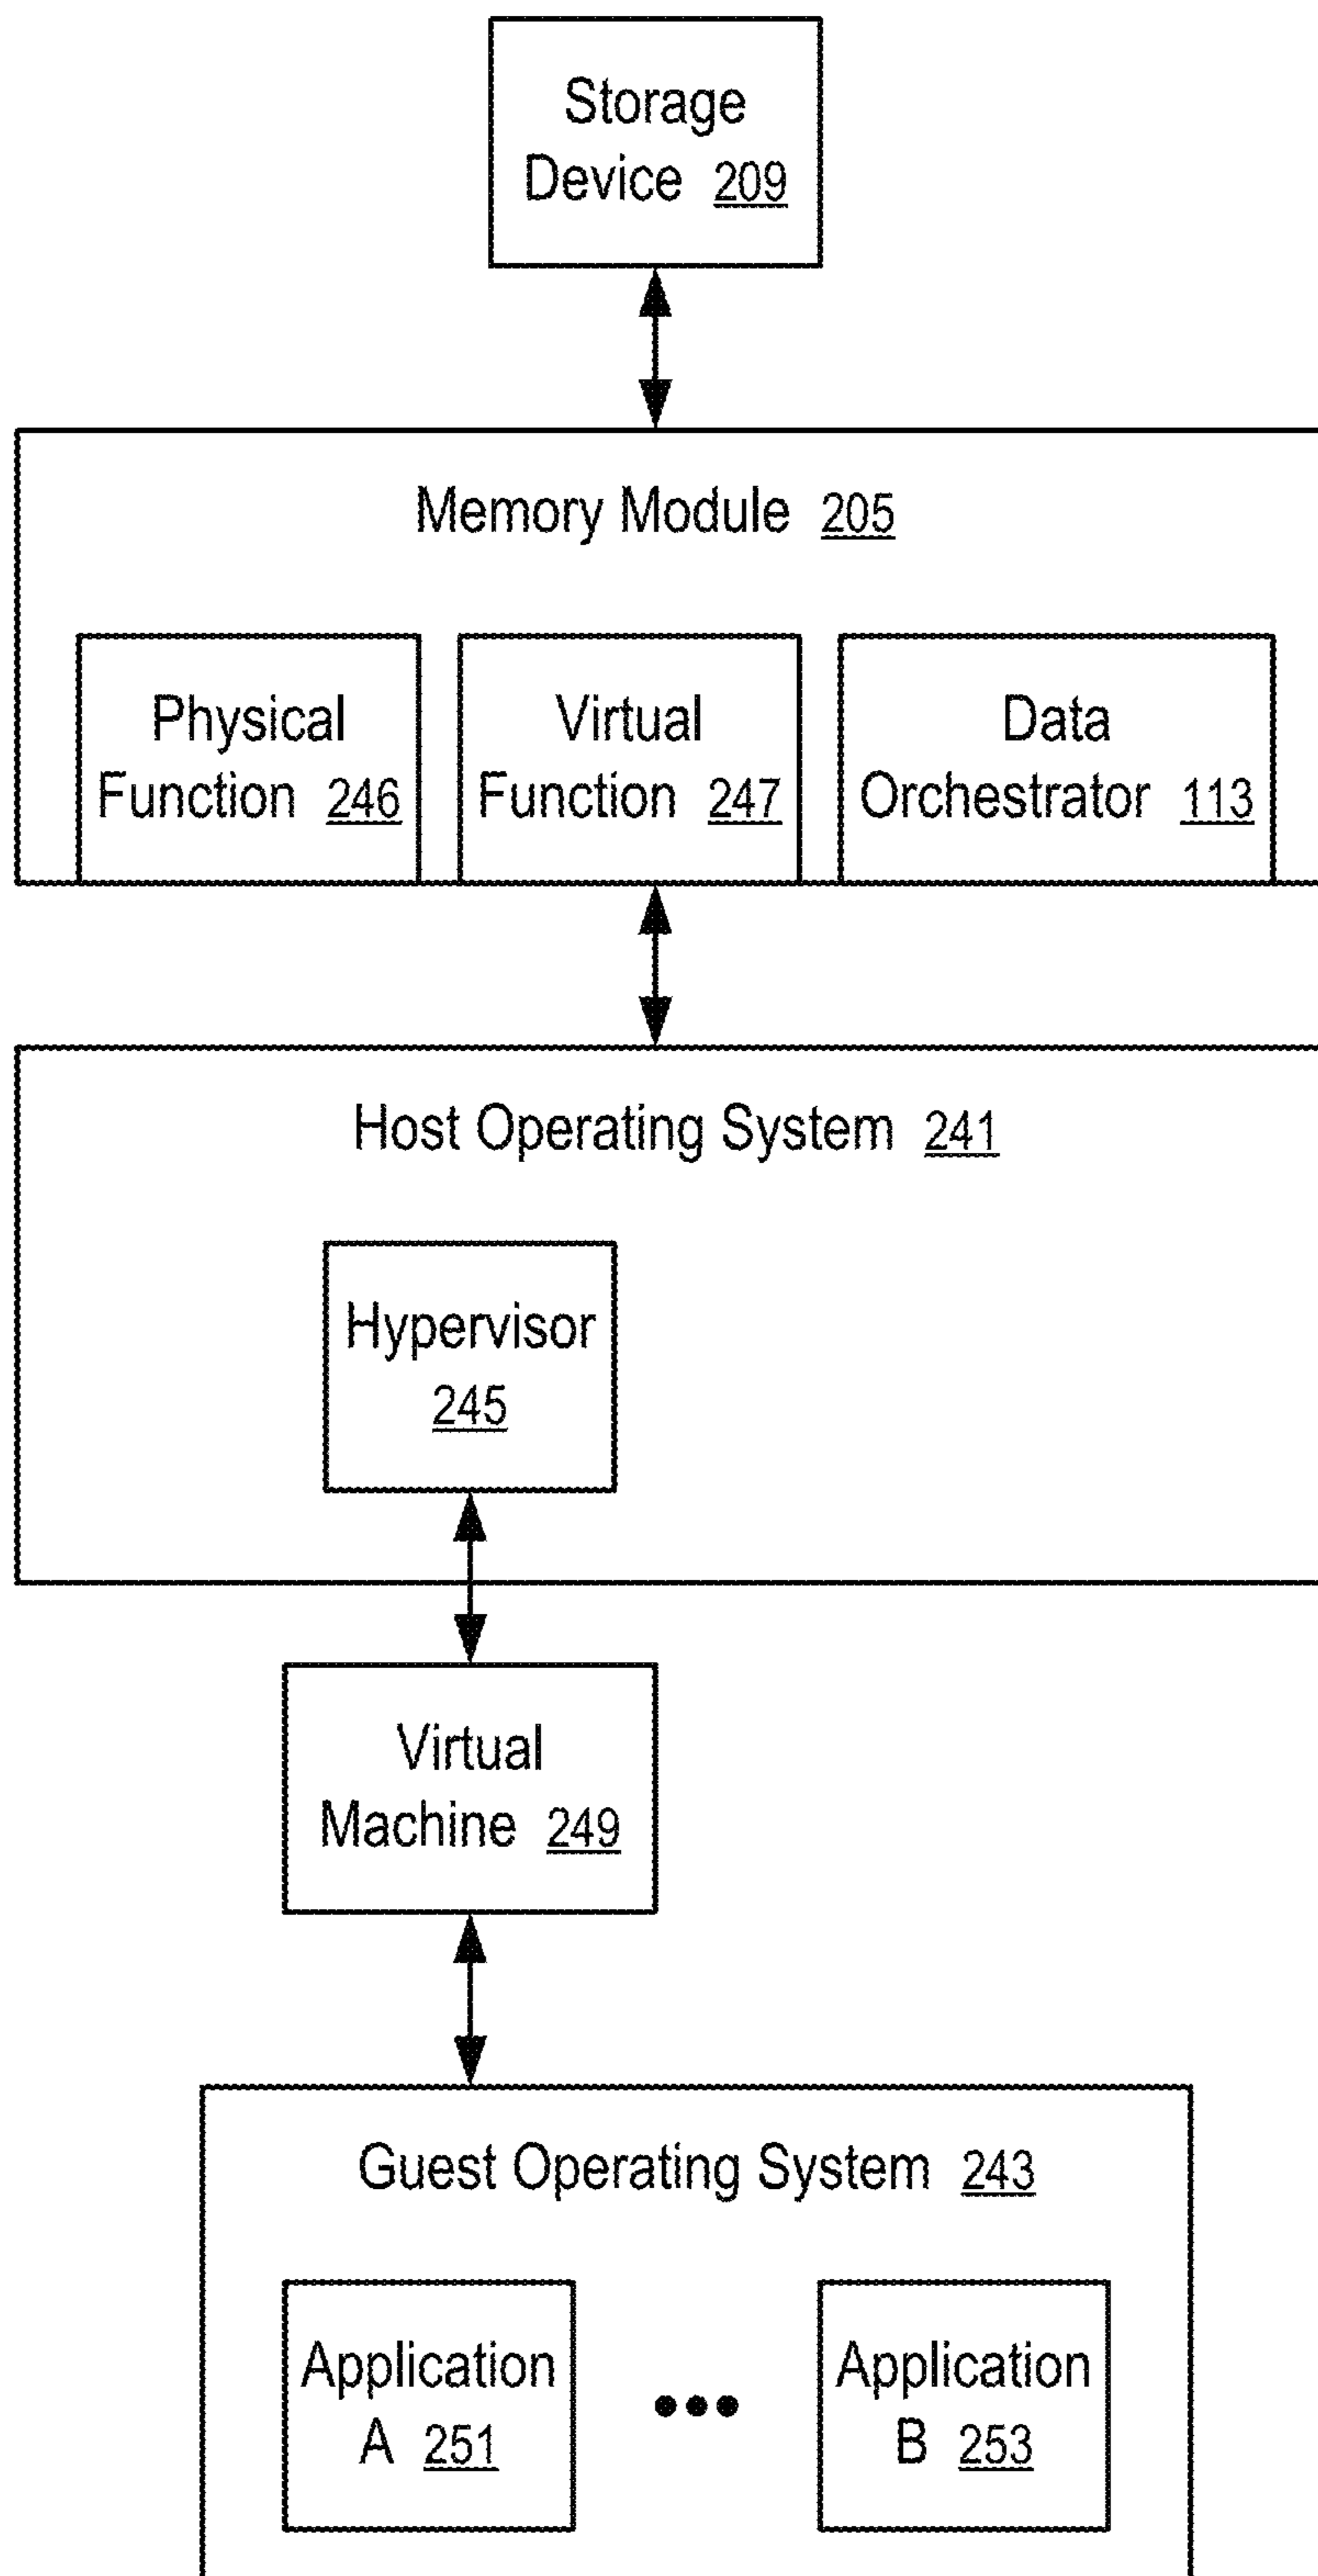 Storage
Device 209
Memory Module 205
Physical
Function 246
Virtual
Function 247
Data
Orchestrator 113
Host Operating System 241
Hypervisor
245
Virtual
Machine 249
Guest Operating System 243
Application
A 251
Application
B 253